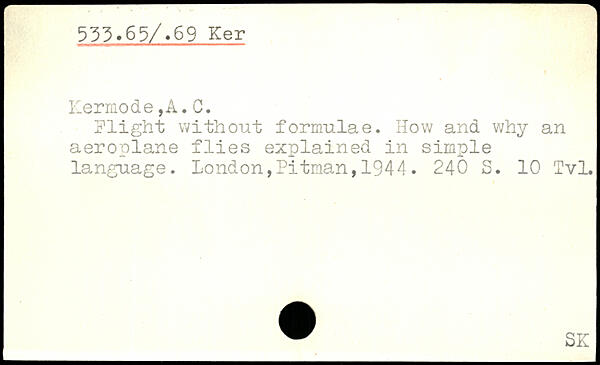 533.65/.69 Ker
Kermode,A.C.
Flight without formulae. How and why an
aeroplane flies explained in simple
language. London,Pitman,1944. 240 S. 10 Tvl.
SK